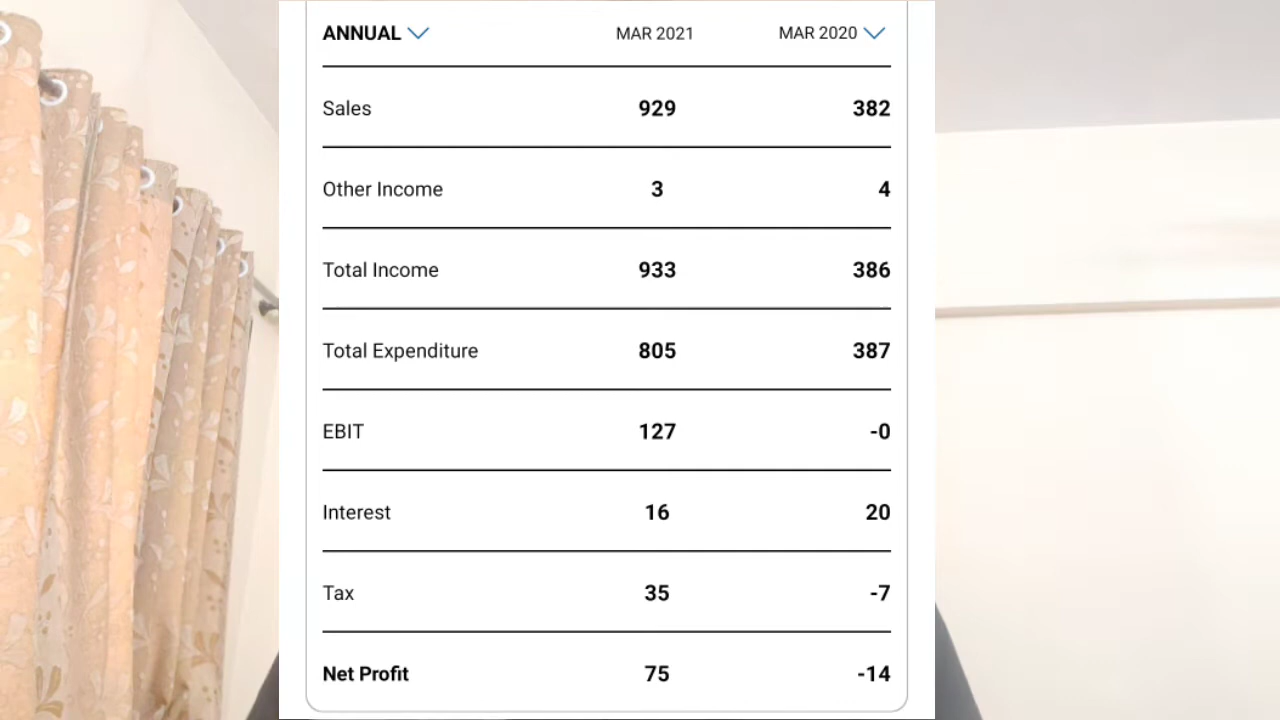 ANNUAL MAR 2021 MAR 2020
Sales 929 382
Other Income 3 4
Total Income 933 386
Total Expenditure 805 387
EBIT 127 -0
Interest 16 20
Tax 35 -7
Net Profit 75 -14